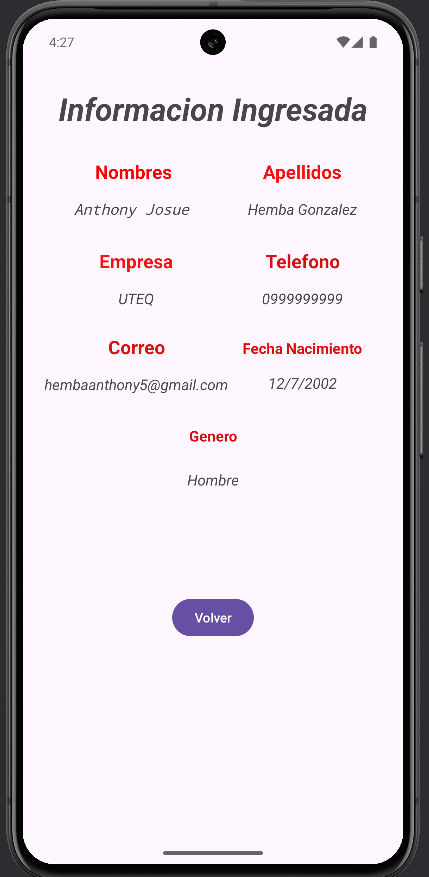 4:27
Informacion Ingresada
Nombres Apellidos
Anthony Josue Hemba Gonzalez
Empresa Telefono
UTEQ 0999999999
Correo Fecha Nacimiento
hembaanthony5@gmail.com 12/7/2002
Genero
Hombre
Volver